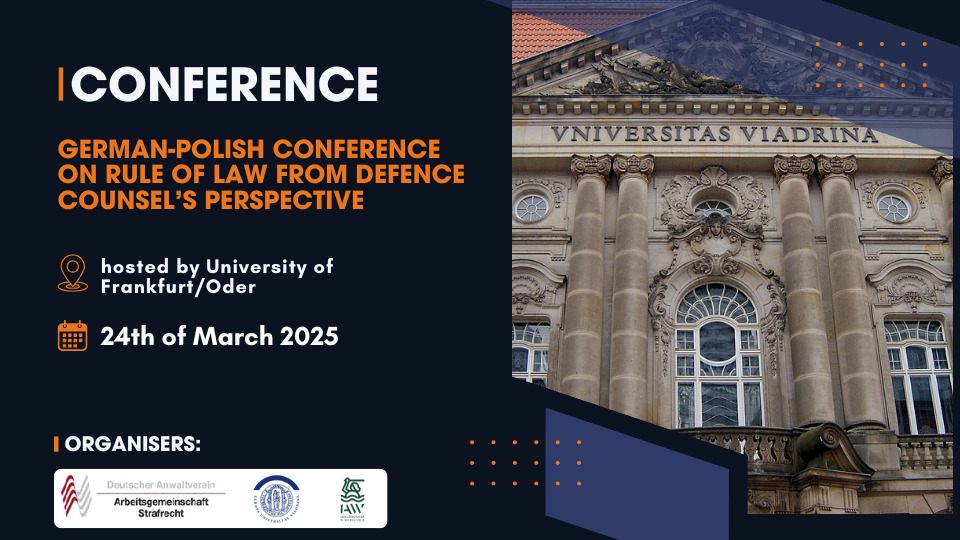 CONFERENCE
GERMAN-POLISH CONFERENCE
ON RULE OF LAW FROM DEFENCE
COUNSEL'S PERSPECTIVE
hosted by University of
Frankfurt/Oder
24th of March 2025
ORGANISERS:
Deutscher Anwaltverein
Arbeitsgemeinschaft
Strafrecht
VNIVERSITAS VIADRINA